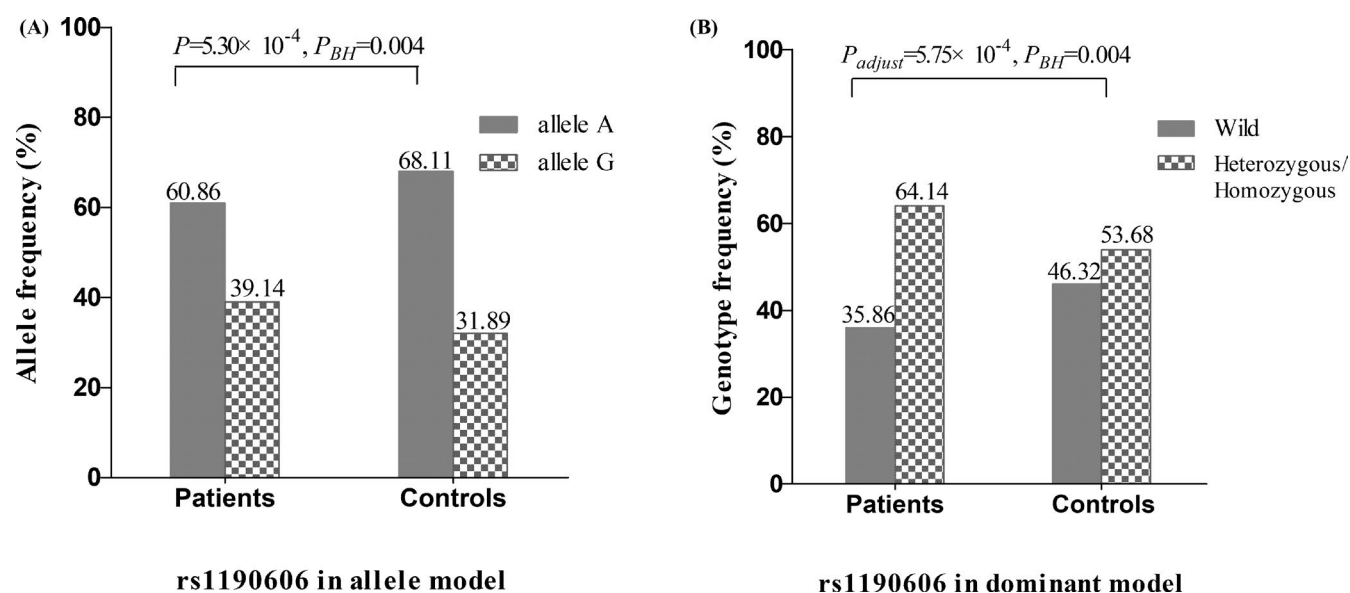 (A)
P=5.30× 10⁻⁴, P_BH=0.004
Allele frequency (%)
100
80
60
40
20
0
allele A
allele G
60.86
39.14
68.11
31.89
Patients
Controls
rs1190606 in allele model
(B)
P_adjust=5.75× 10⁻⁴, P_BH=0.004
Genotype frequency (%)
100
80
60
40
20
0
Wild
Heterozygous/
Homozygous
35.86
64.14
46.32
53.68
Patients
Controls
rs1190606 in dominant model